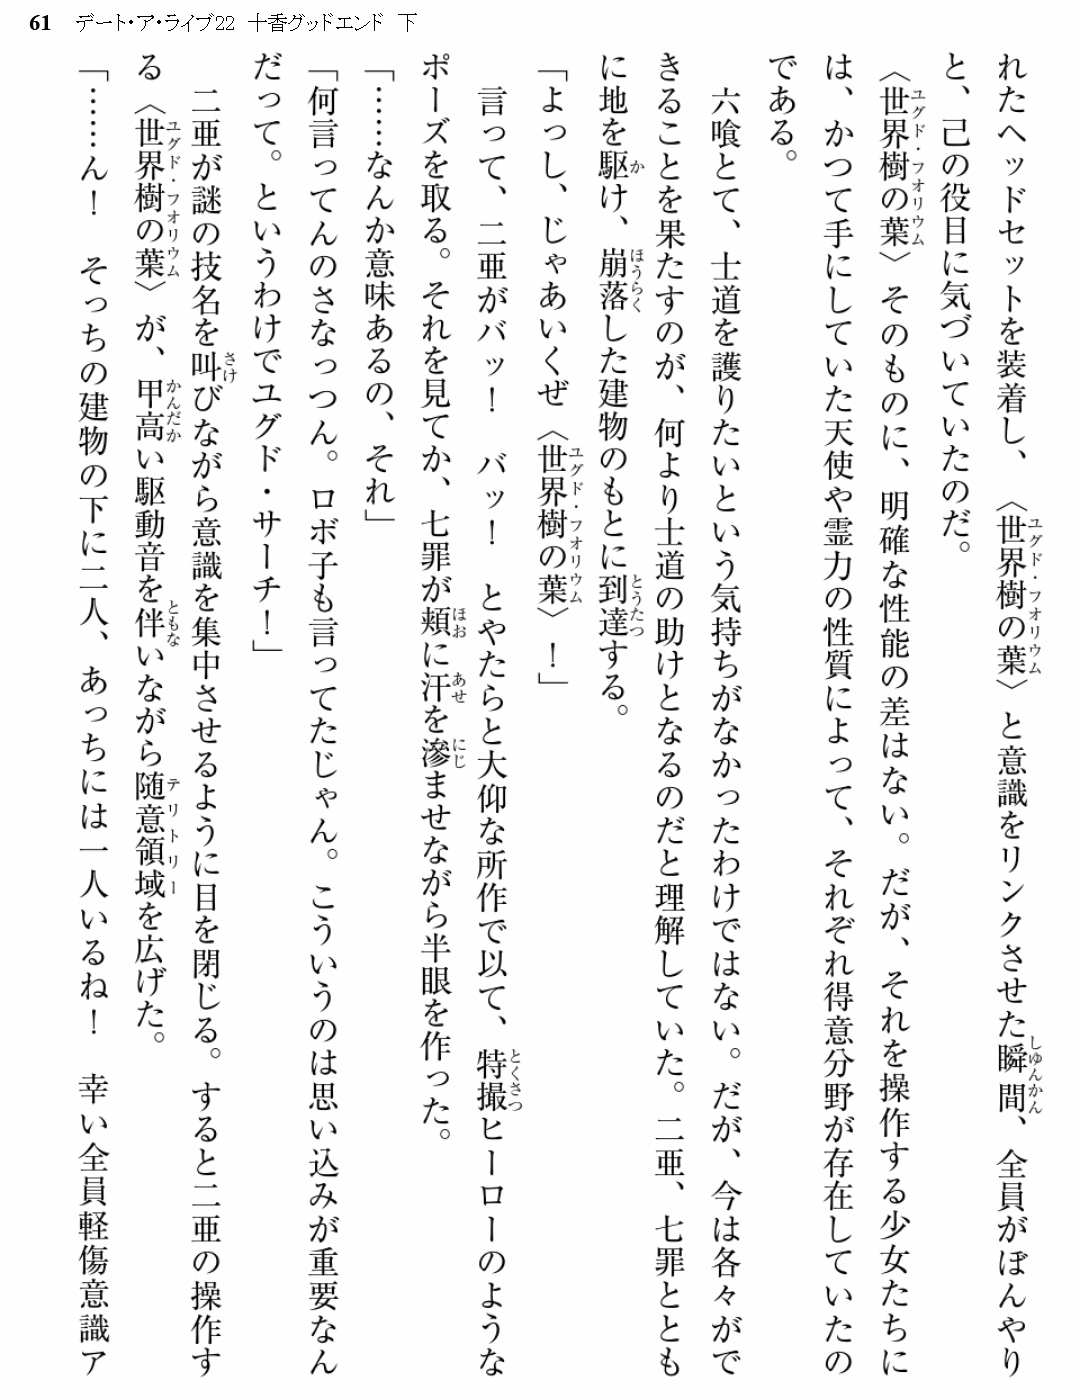 61 デート・ア・ライブ22 十香グッドエンド 下
れたヘッドセットを装着し、〈世界樹の葉〉と意識をリンクさせた瞬間、全員がぼんやり
と、己の役目に気づいていたのだ。
〈世界樹の葉〉そのものに、明確な性能の差はない。だが、それを操作する少女たちに
は、かつて手にしていた天使や霊力の性質によって、それぞれ得意分野が存在していたの
である。
六喰とて、士道を護りたいという気持ちがなかったわけではない。だが、今は各々がで
きることを果たすのが、何より士道の助けとなるのだと理解していた。二亜、七罪ととも
に地を駆け、崩落した建物のもとに到達する。
「よっし、じゃあいくぜ〈世界樹の葉〉！」
言って、二亜がバッ！　バッ！　とやたらと大仰な所作で以て、特撮ヒーローのような
ポーズを取る。それを見てか、七罪が頬に汗を滲ませながら半眼を作った。
「……なんか意味あるの、それ」
「何言ってんのさなっつん。ロボ子も言ってたじゃん。こういうのは思い込みが重要なん
だって。というわけでユグド・サーチ！」
二亜が謎の技名を叫びながら意識を集中させるように目を閉じる。すると二亜の操作す
る〈世界樹の葉〉が、甲高い駆動音を伴いながら随意領域を広げた。
「……ん！　そっちの建物の下に二人、あっちには一人いるね！　幸い全員軽傷意識ア